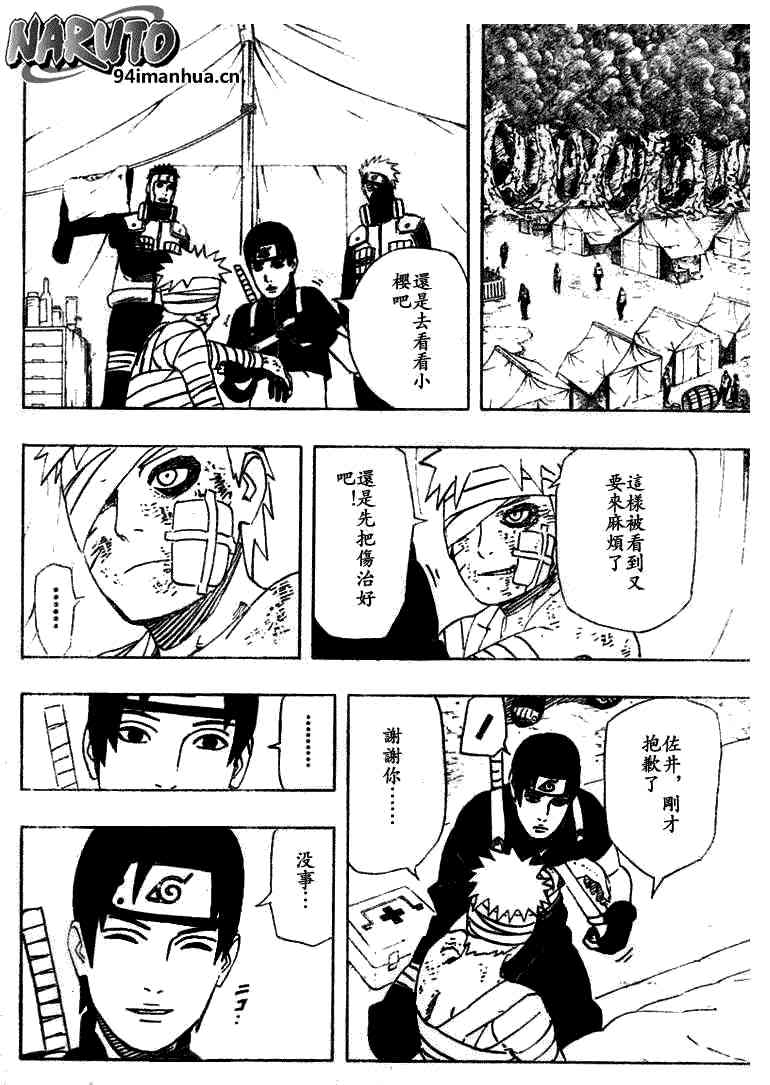 NARUTO
94imanhua.cn
還是去看看小
櫻吧
這樣被看到又
要來麻煩了
還是先把傷治好
吧!
………
佐井，剛才
抱歉了
謝謝你……
………
没事…